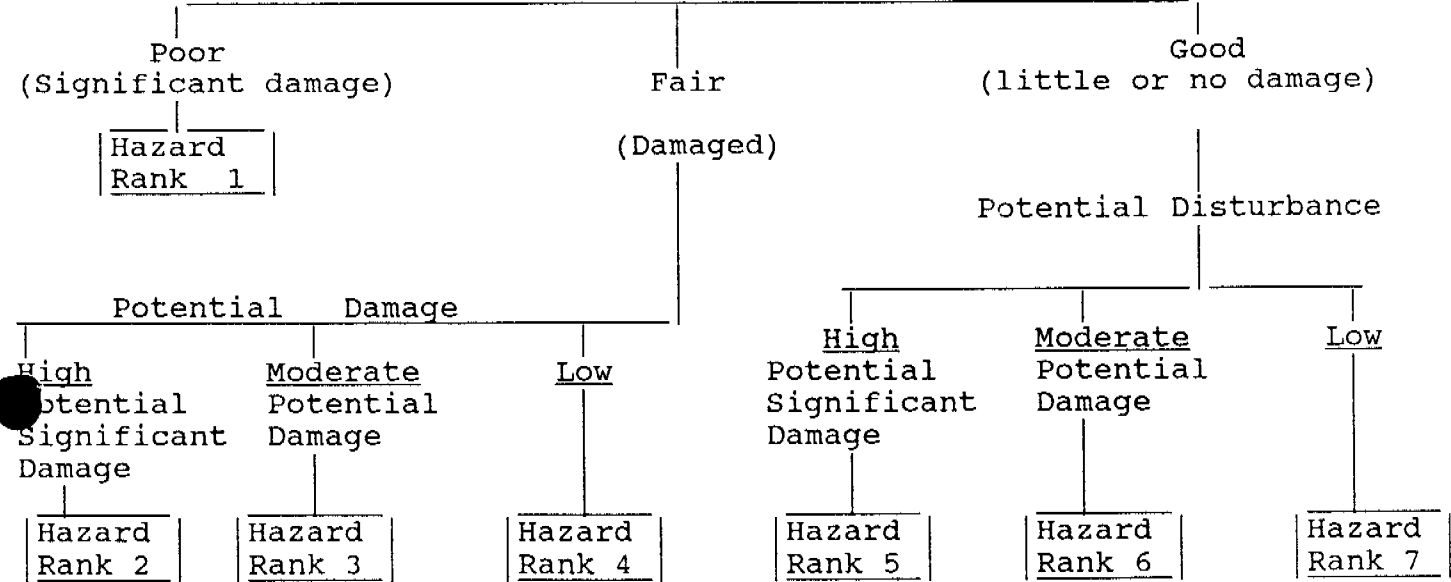 Poor
(Significant damage)
Hazard
Rank 1
Fair
(Damaged)
Good
(little or no damage)
Potential Disturbance
Potential Damage
High
Potential
Significant
Damage
Hazard
Rank 2
Moderate
Potential
Damage
Hazard
Rank 3
Low
Hazard
Rank 4
High
Potential
Significant
Damage
Hazard
Rank 5
Moderate
Potential
Damage
Hazard
Rank 6
Low
Hazard
Rank 7